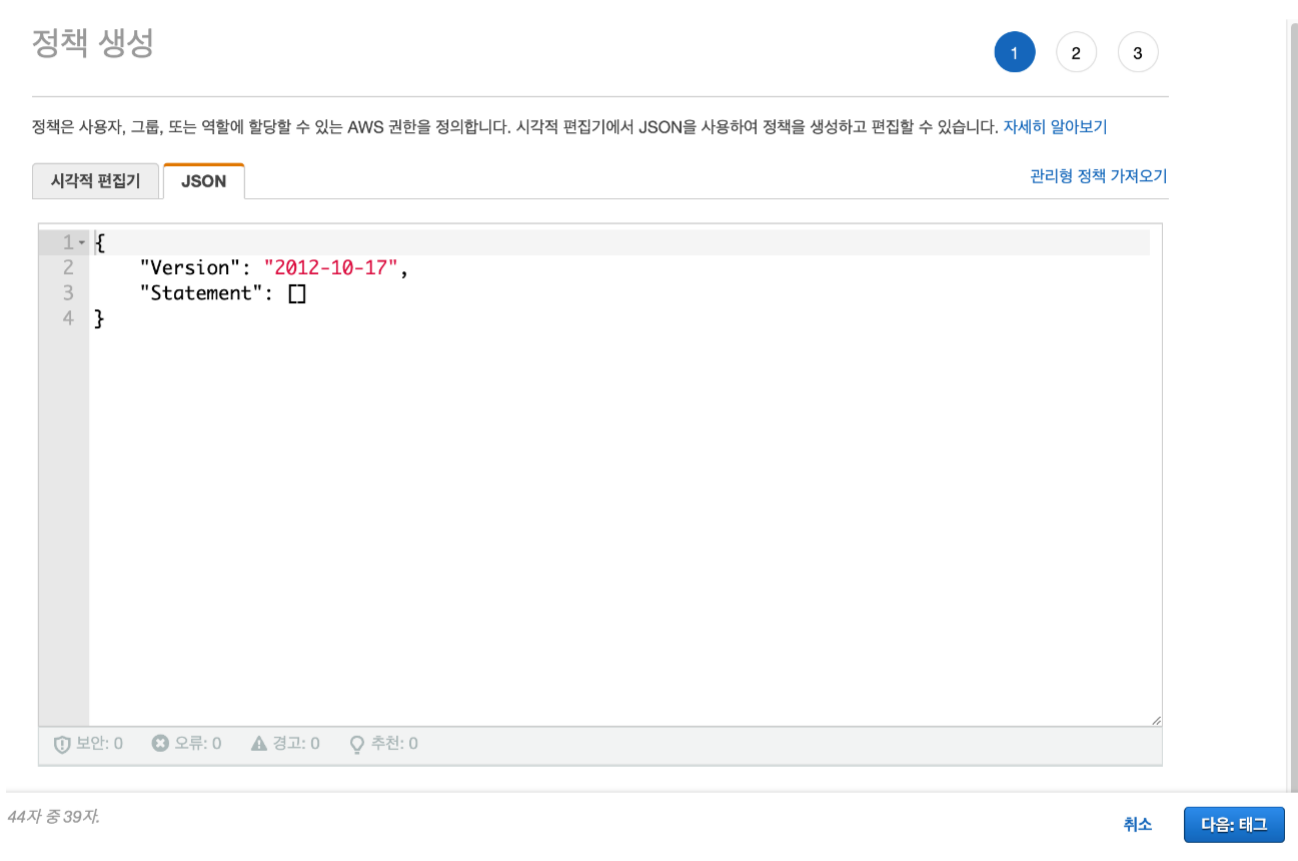 정책 생성
1 2 3
정책은 사용자, 그룹, 또는 역할에 할당할 수 있는 AWS 권한을 정의합니다. 시각적 편집기에서 JSON을 사용하여 정책을 생성하고 편집할 수 있습니다. 자세히 알아보기
시각적 편집기 JSON 관리형 정책 가져오기
1 {
2 "Version": "2012-10-17",
3 "Statement": []
4 }
보안: 0 오류: 0 경고: 0 추천: 0
44자 중 39자.
취소 다음: 태그